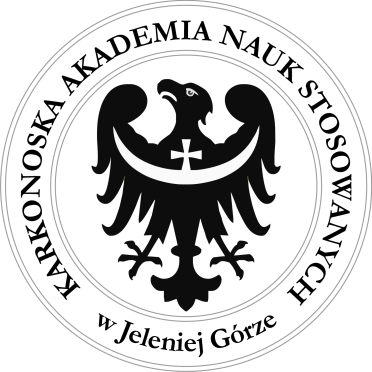 KARKONOSKA AKADEMIA NAUK STOSOWANYCH
w Jeleniej Górze